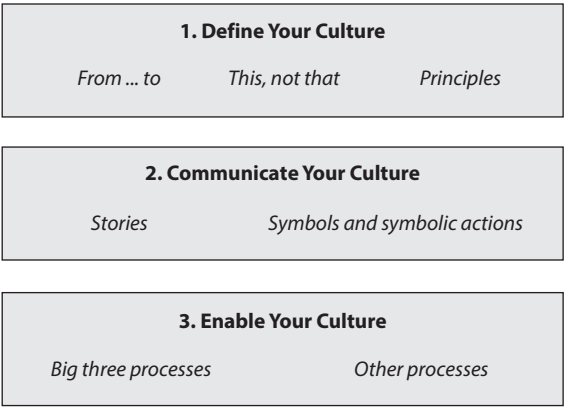 1. Define Your Culture
From ... to This, not that Principles
2. Communicate Your Culture
Stories Symbols and symbolic actions
3. Enable Your Culture
Big three processes Other processes